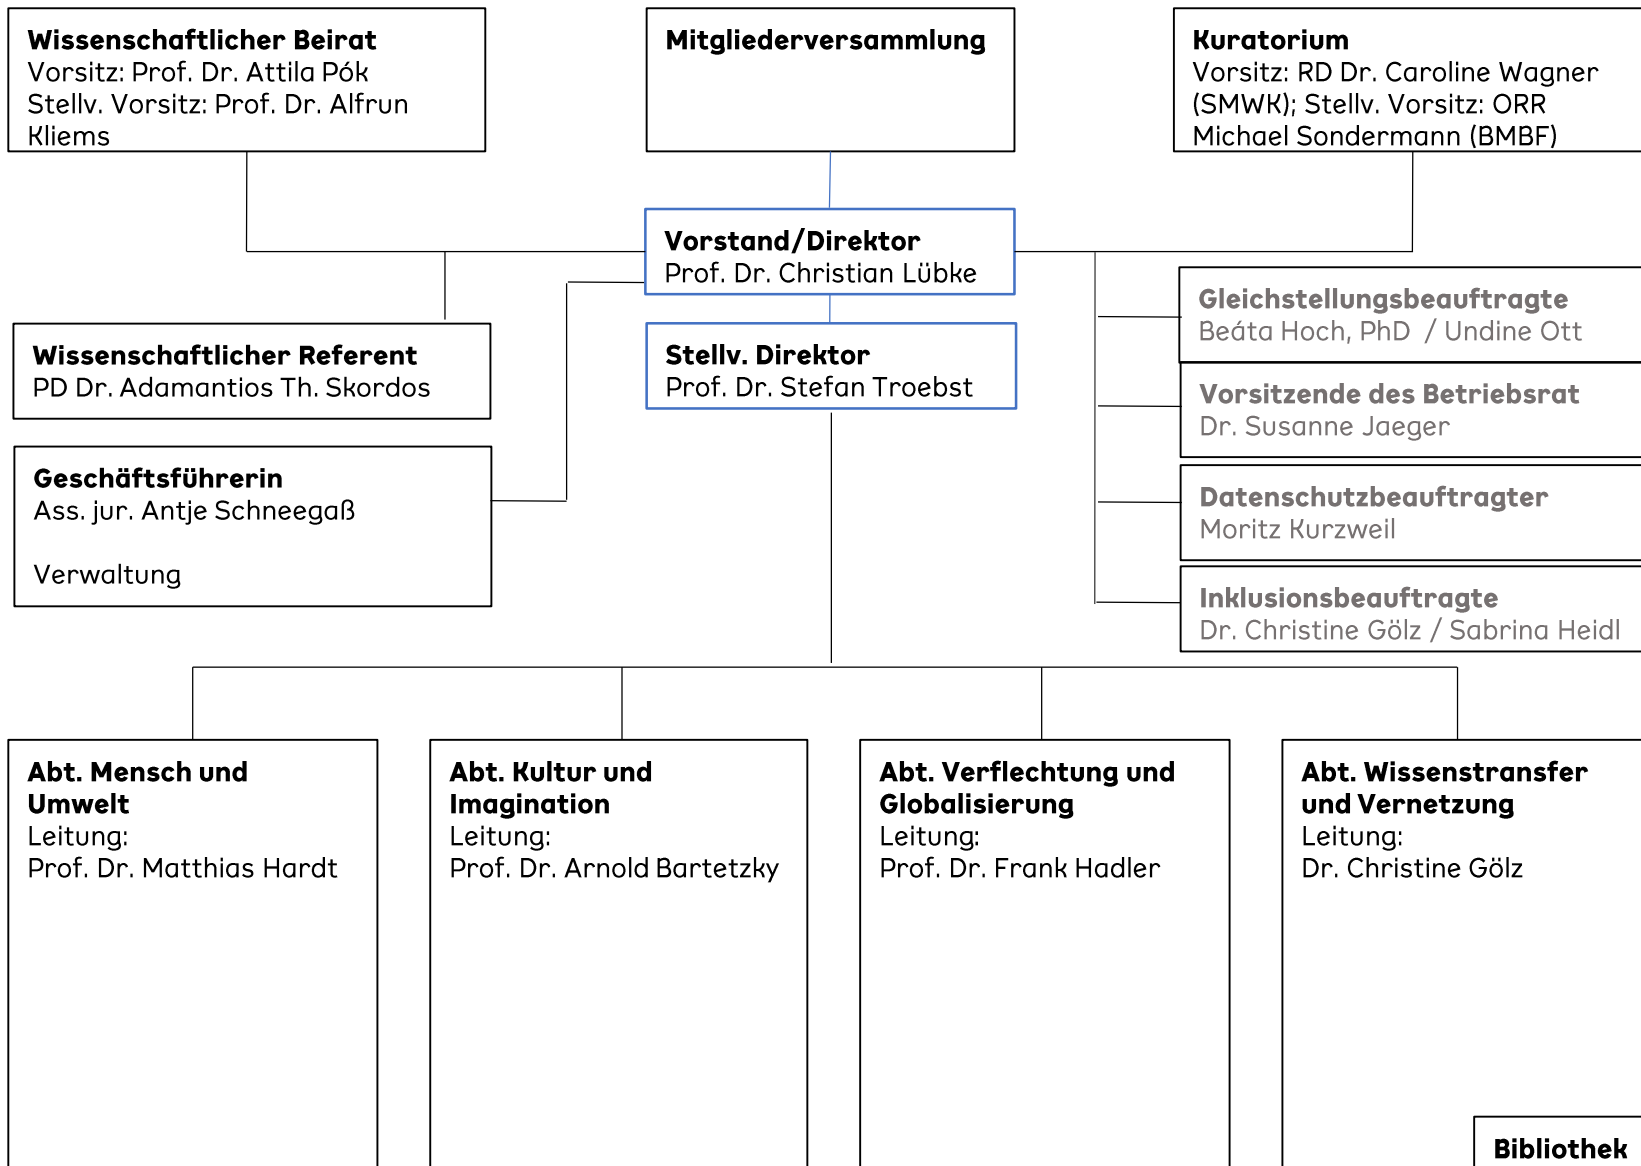 Wissenschaftlicher Beirat
Vorsitz: Prof. Dr. Attila Pók
Stellv. Vorsitz: Prof. Dr. Alfrun
Kliems
Mitgliederversammlung
Kuratorium
Vorsitz: RD Dr. Caroline Wagner
(SMWK); Stellv. Vorsitz: ORR
Michael Sondermann (BMBF)
Vorstand/Direktor
Prof. Dr. Christian Lübke
Gleichstellungsbeauftragte
Beáta Hoch, PhD / Undine Ott
Wissenschaftlicher Referent
PD Dr. Adamantios Th. Skordos
Stellv. Direktor
Prof. Dr. Stefan Troebst
Vorsitzende des Betriebsrat
Dr. Susanne Jaeger
Geschäftsführerin
Ass. jur. Antje Schneegaß
Verwaltung
Datenschutzbeauftragter
Moritz Kurzweil
Inklusionsbeauftragte
Dr. Christine Gölz / Sabrina Heidl
Abt. Mensch und
Umwelt
Leitung:
Prof. Dr. Matthias Hardt
Abt. Kultur und
Imagination
Leitung:
Prof. Dr. Arnold Bartetzky
Abt. Verflechtung und
Globalisierung
Leitung:
Prof. Dr. Frank Hadler
Abt. Wissenstransfer
und Vernetzung
Leitung:
Dr. Christine Gölz
Bibliothek